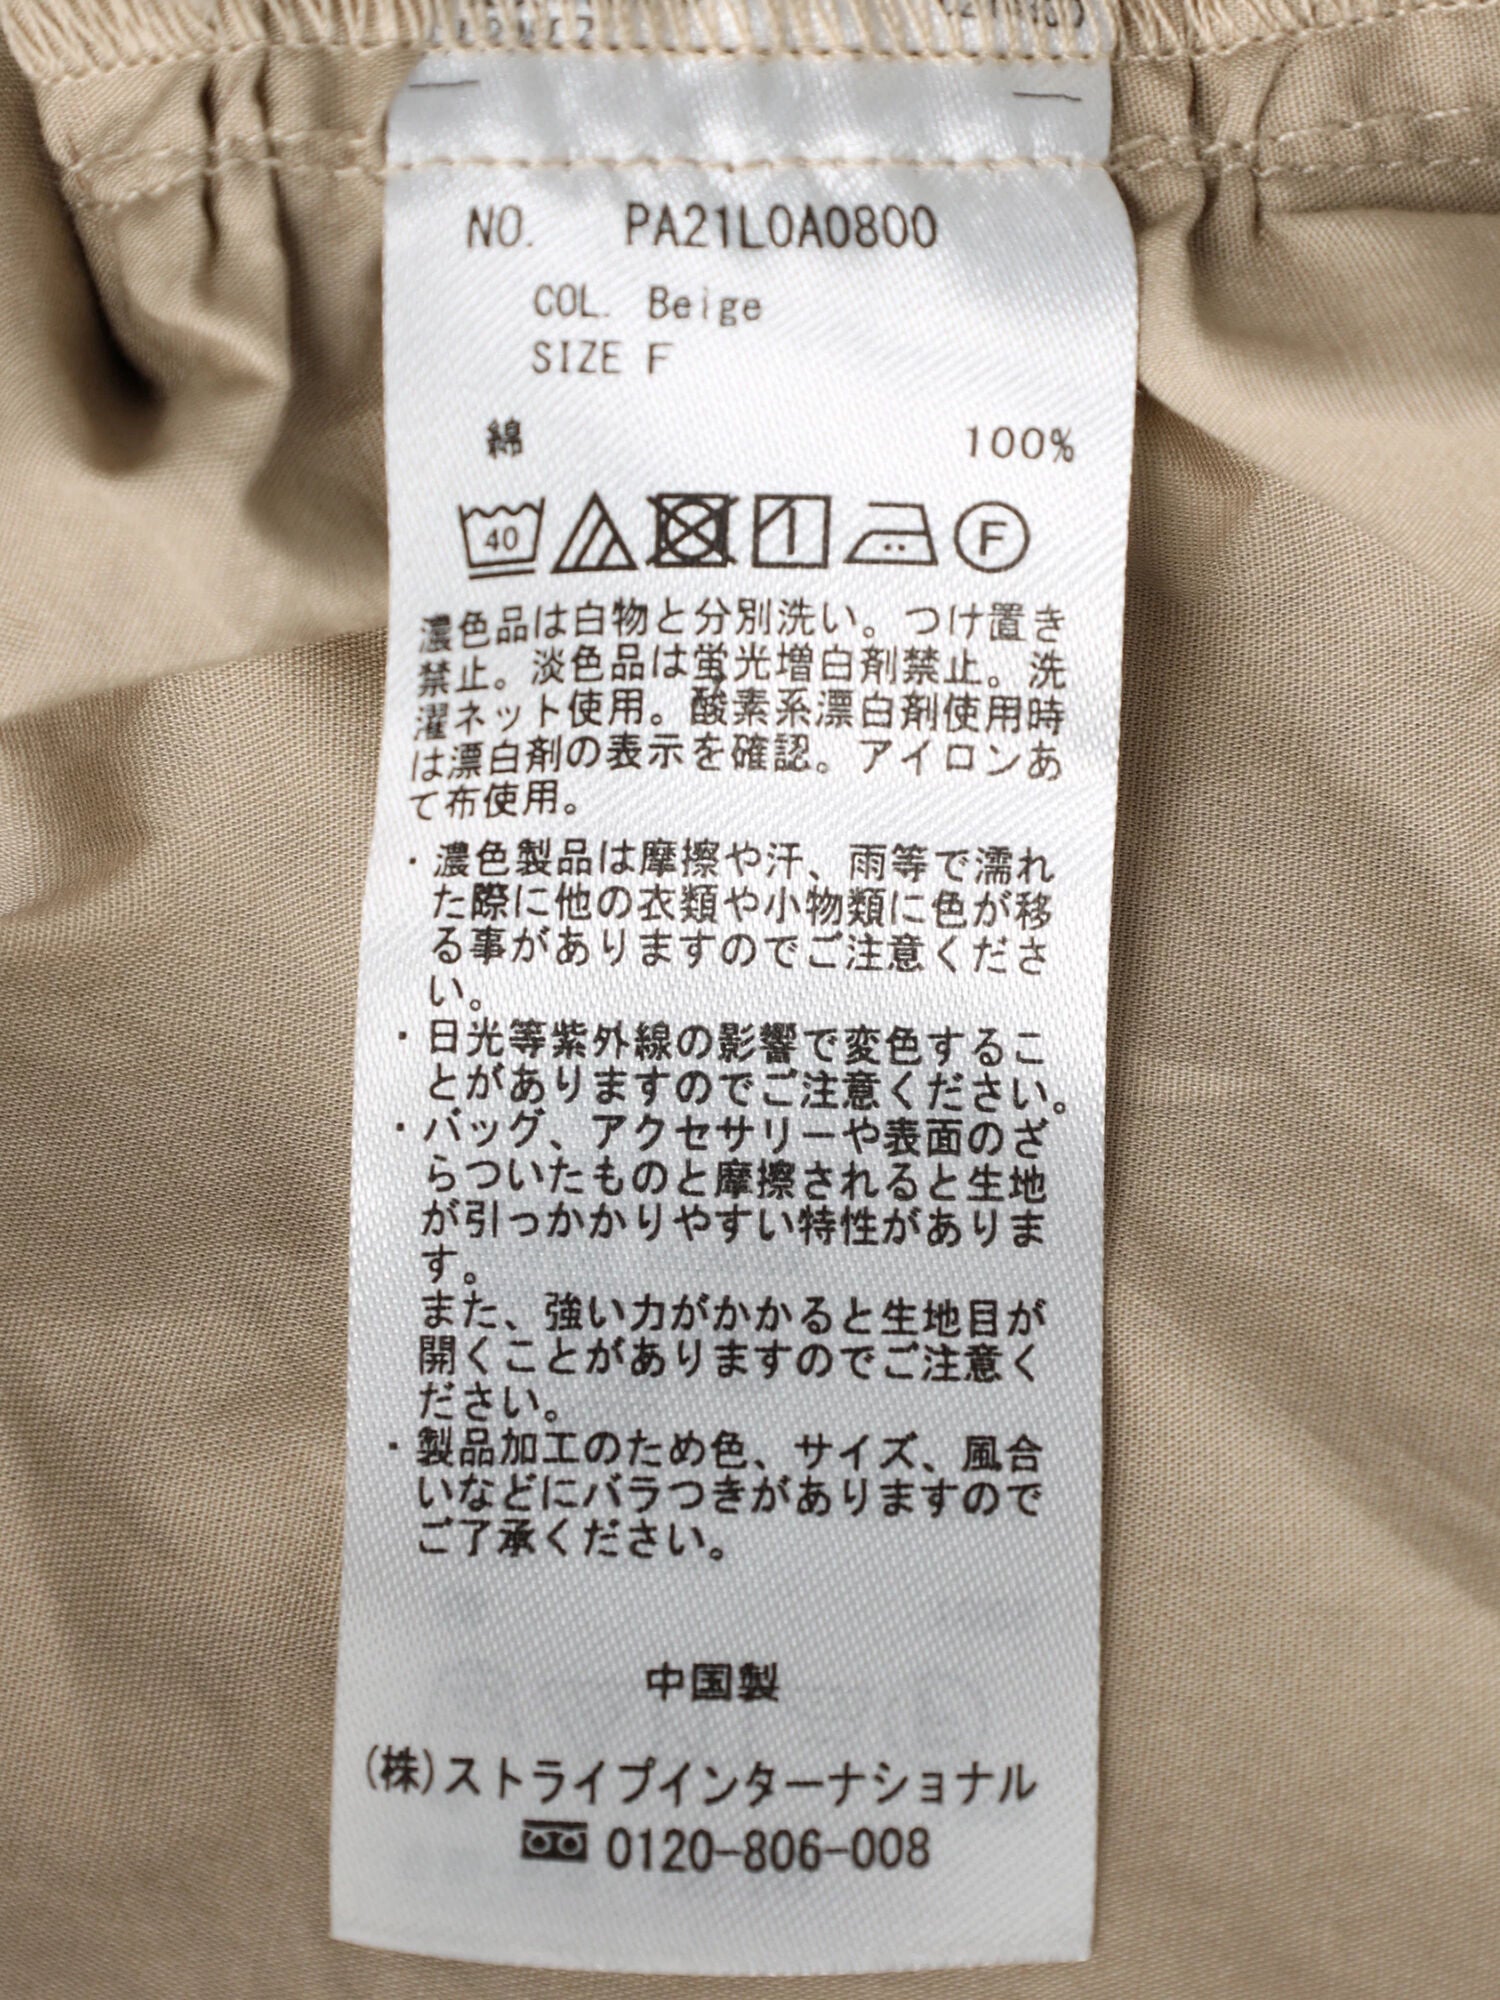 NO. PA21L0A0800
COL. Beige
SIZE F
綿 100%
40 F
濃色品は白物と分別洗い。つけ置き
禁止。淡色品は蛍光増白剤禁止。洗
濯ネット使用。酸素系漂白剤使用時
は漂白剤の表示を確認。アイロンあ
て布使用。
・濃色製品は摩擦や汗、雨等で濡れ
た際に他の衣類や小物類に色が移
る事がありますのでご注意くださ
い。
・日光等紫外線の影響で変色するこ
とがありますのでご注意ください。
・バッグ、アクセサリーや表面のざ
らついたものと摩擦されると生地
が引っかかりやすい特性がありま
す。
また、強い力がかかると生地目が
開くことがありますのでご注意く
ださい。
・製品加工のため色、サイズ、風合
いなどにバラつきがありますので
ご了承ください。
中国製
(株)ストライプインターナショナル
0120-806-008